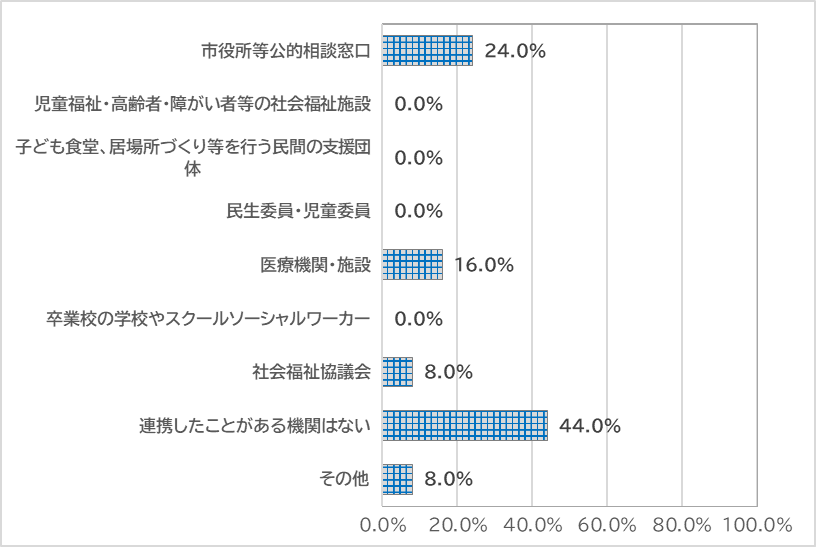 市役所等公的相談窓口 24.0%
児童福祉・高齢者・障がい者等の社会福祉施設 0.0%
子ども食堂、居場所づくり等を行う民間の支援団
体 0.0%
民生委員・児童委員 0.0%
医療機関・施設 16.0%
卒業校の学校やスクールソーシャルワーカー 0.0%
社会福祉協議会 8.0%
連携したことがある機関はない 44.0%
その他 8.0%
0.0% 20.0% 40.0% 60.0% 80.0% 100.0%